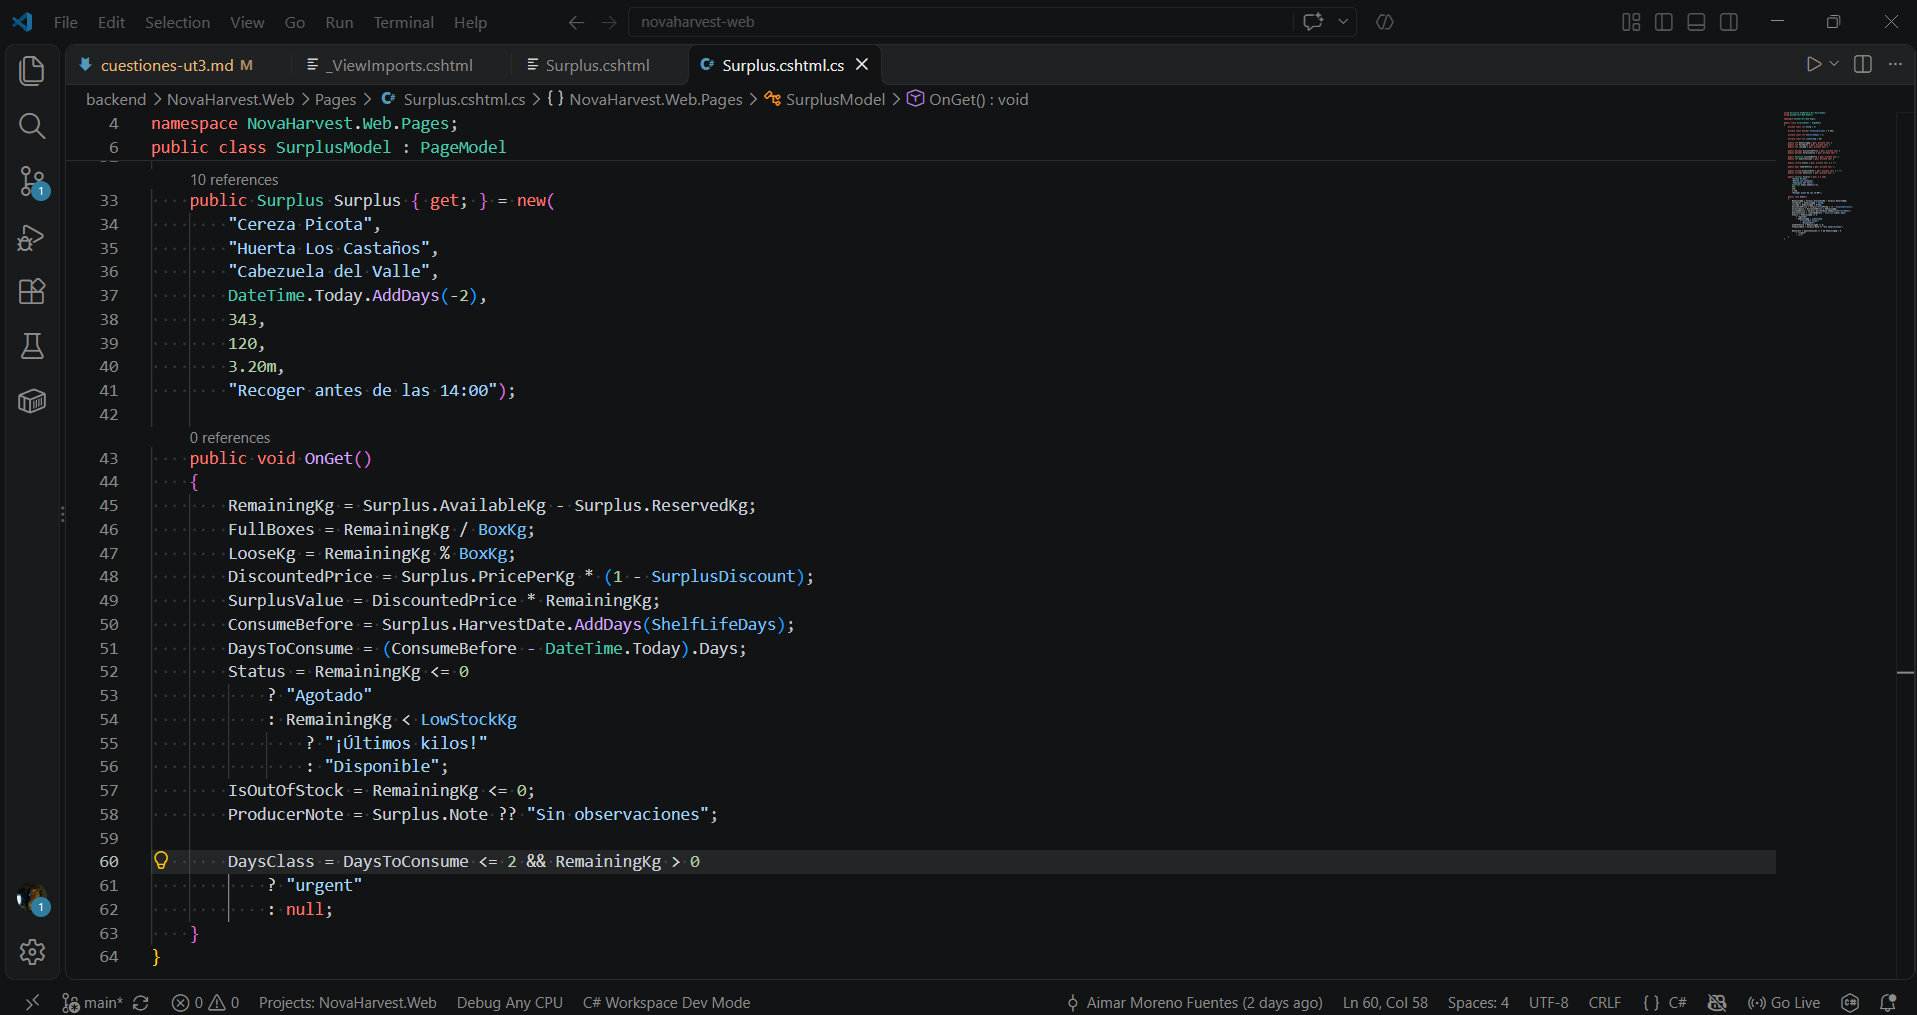 File Edit Selection View Go Run Terminal Help novaharvest-web
cuestiones-ut3.md M _ViewImports.cshtml Surplus.cshtml Surplus.cshtml.cs
backend > NovaHarvest.Web > Pages > Surplus.cshtml.cs > {} NovaHarvest.Web.Pages > SurplusModel > OnGet() : void
4 namespace NovaHarvest.Web.Pages;
6 public class SurplusModel : PageModel
10 references
33 public Surplus Surplus { get; } = new(
34 "Cereza Picota",
35 "Huerta Los Castaños",
36 "Cabezuela del Valle",
37 DateTime.Today.AddDays(-2),
38 343,
39 120,
40 3.20m,
41 "Recoger antes de las 14:00");
42
0 references
43 public void OnGet()
44 {
45 RemainingKg = Surplus.AvailableKg - Surplus.ReservedKg;
46 FullBoxes = RemainingKg / BoxKg;
47 LooseKg = RemainingKg % BoxKg;
48 DiscountedPrice = Surplus.PricePerKg * (1 - SurplusDiscount);
49 SurplusValue = DiscountedPrice * RemainingKg;
50 ConsumeBefore = Surplus.HarvestDate.AddDays(ShelfLifeDays);
51 DaysToConsume = (ConsumeBefore - DateTime.Today).Days;
52 Status = RemainingKg <= 0
53 ? "Agotado"
54 : RemainingKg < LowStockKg
55 ? "¡Últimos kilos!"
56 : "Disponible";
57 IsOutOfStock = RemainingKg <= 0;
58 ProducerNote = Surplus.Note ?? "Sin observaciones";
59
60 DaysClass = DaysToConsume <= 2 && RemainingKg > 0
61 ? "urgent"
62 : null;
63 }
64 }
1
1
main* 0 0 Projects: NovaHarvest.Web Debug Any CPU C# Workspace Dev Mode Aimar Moreno Fuentes (2 days ago) Ln 60, Col 58 Spaces: 4 UTF-8 CRLF {} C# Go Live